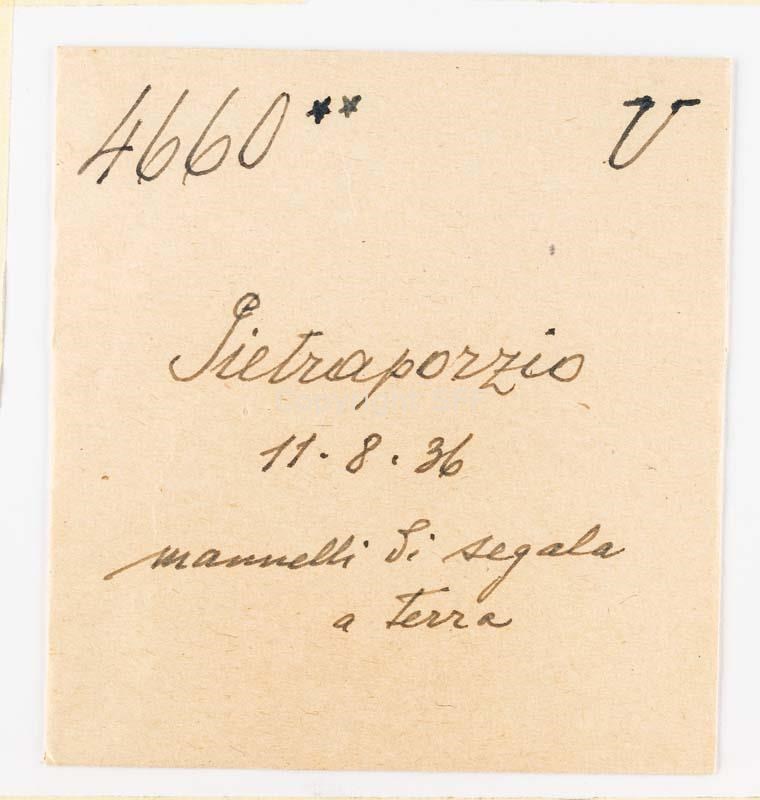 4660** V
Pietraporzio
11.8.36
mannelli di segala
a terra